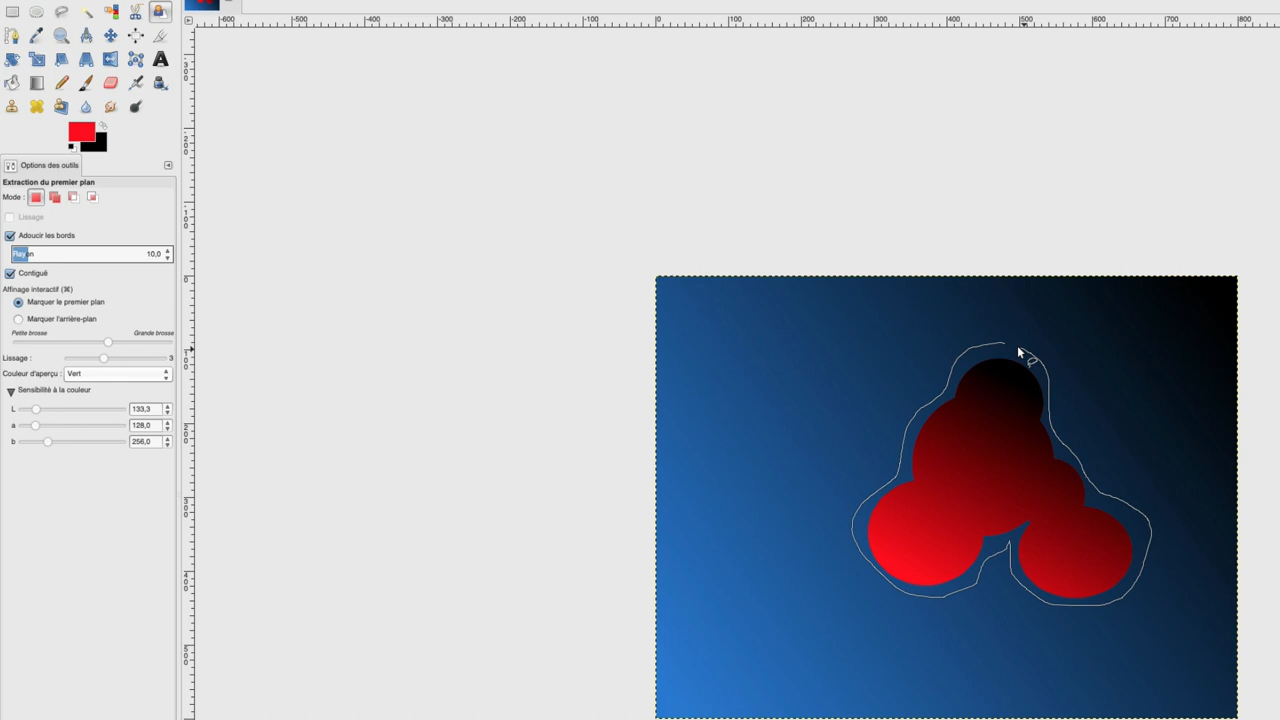 -600 -500 -400 -300 -200 -100 0 100 200 300 400 500 600 700 800
Options des outils
Extraction du premier plan
Mode :
Lissage
Adoucir les bords
Rayon 10,0
Contiguë
Affinage interactif (⌘)
Marquer le premier plan
Marquer l'arrière-plan
Petite brosse Grande brosse
Lissage : 3
Couleur d'aperçu : Vert
Sensibilité à la couleur
L 133,3
a 128,0
b 256,0